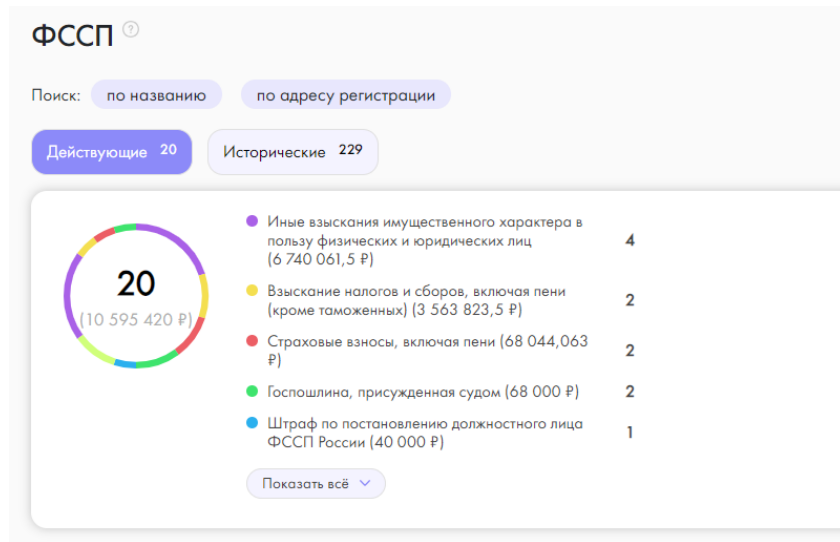 ФССП ?
Поиск: по названию по адресу регистрации
Действующие 20 Исторические 229
20
(10 595 420 ₽)
Иные взыскания имущественного характера в
пользу физических и юридических лиц
(6 740 061,5 ₽)
4
Взыскание налогов и сборов, включая пени
(кроме таможенных) (3 563 823,5 ₽)
2
Страховые взносы, включая пени (68 044,063
₽)
2
Госпошлина, присужденная судом (68 000 ₽)
2
Штраф по постановлению должностного лица
ФССП России (40 000 ₽)
1
Показать всё